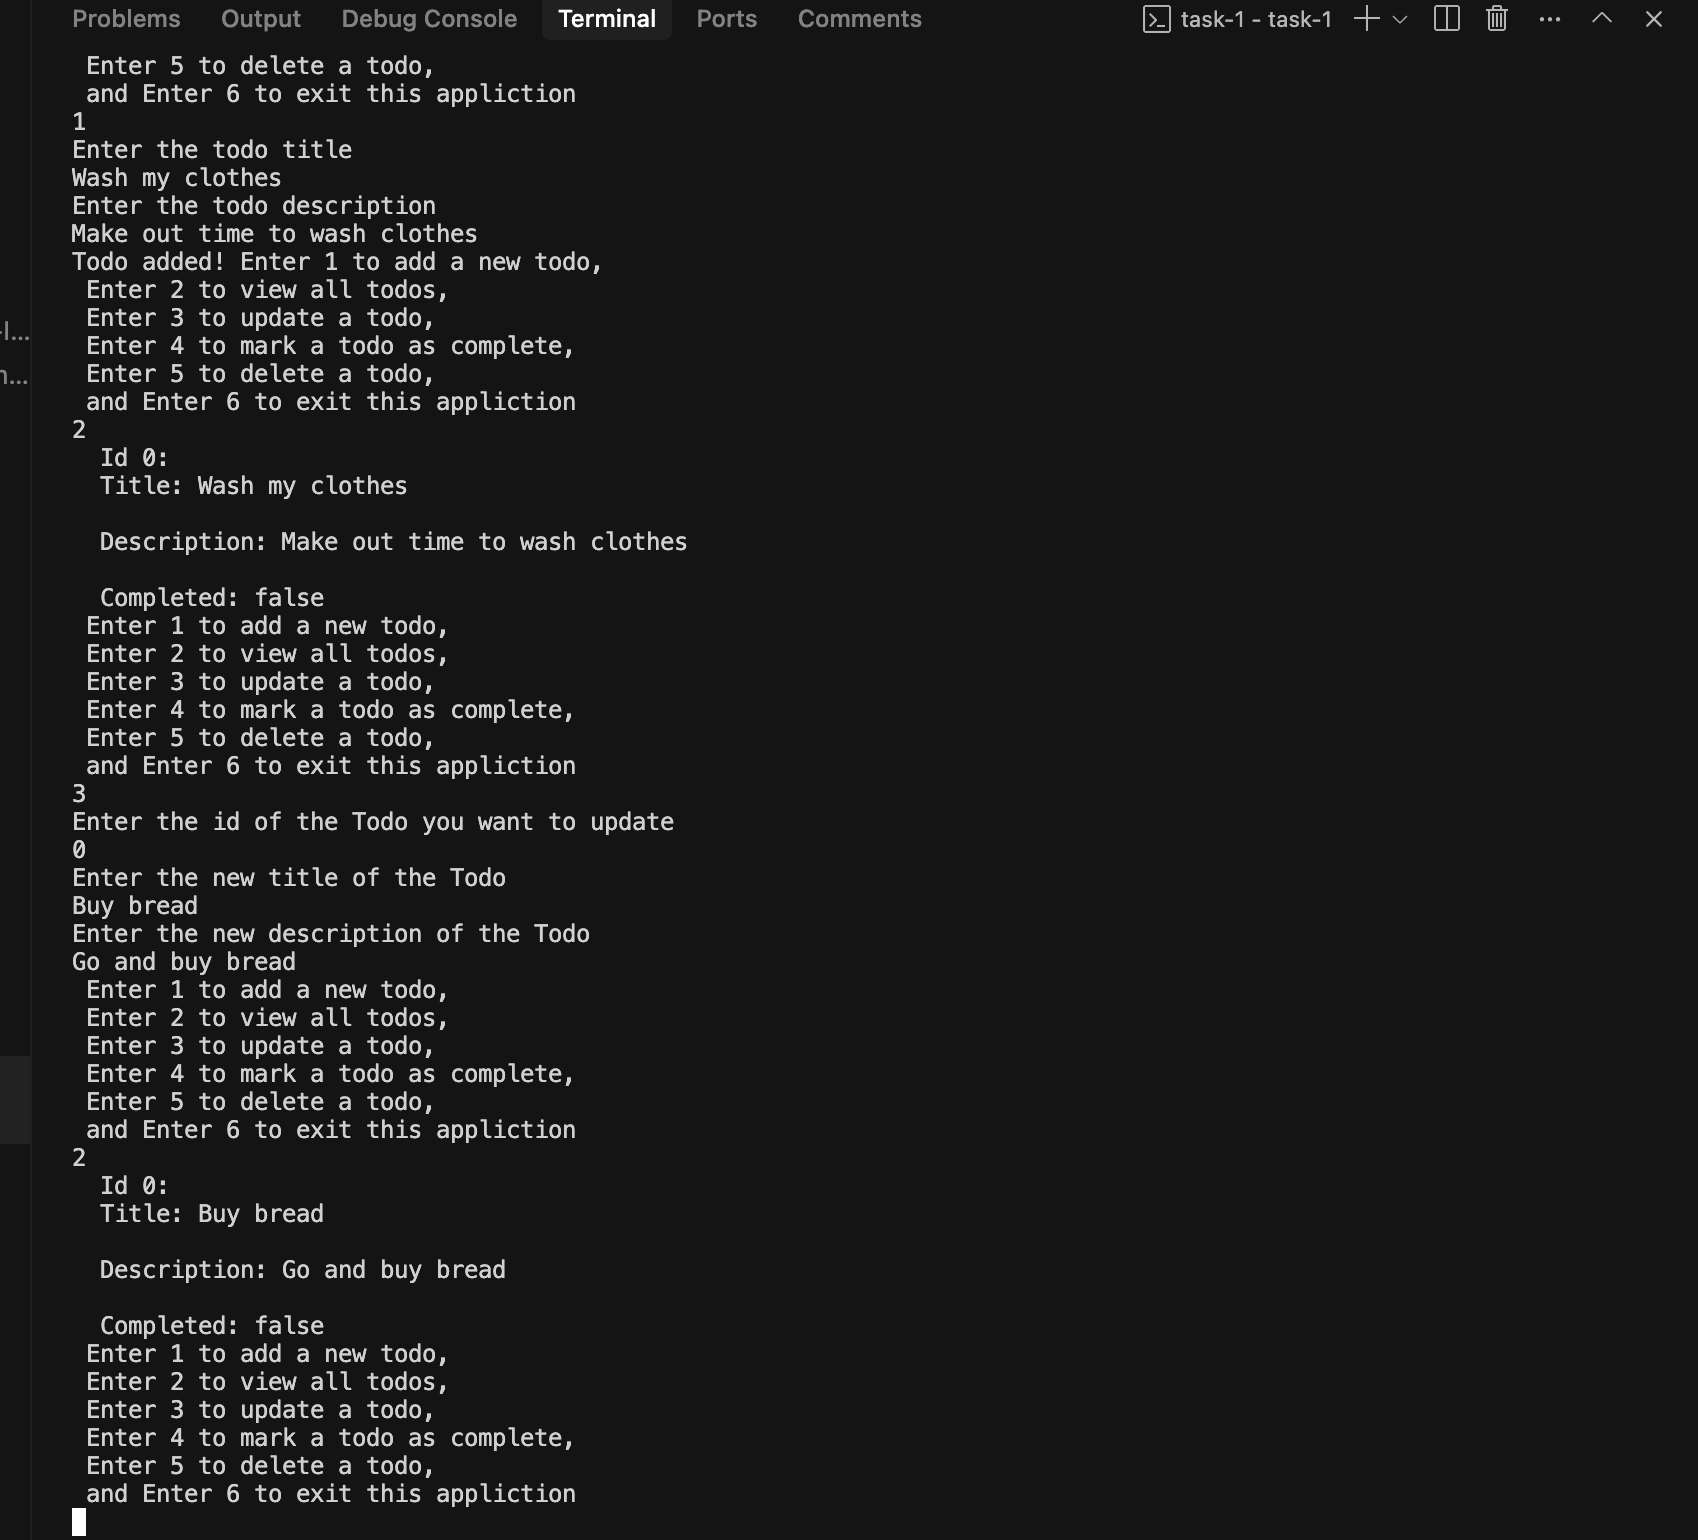 Problems Output Debug Console Terminal Ports Comments task-1 - task-1
Enter 5 to delete a todo,
and Enter 6 to exit this appliction
1
Enter the todo title
Wash my clothes
Enter the todo description
Make out time to wash clothes
Todo added! Enter 1 to add a new todo,
Enter 2 to view all todos,
Enter 3 to update a todo,
Enter 4 to mark a todo as complete,
Enter 5 to delete a todo,
and Enter 6 to exit this appliction
2
Id 0:
Title: Wash my clothes
Description: Make out time to wash clothes
Completed: false
Enter 1 to add a new todo,
Enter 2 to view all todos,
Enter 3 to update a todo,
Enter 4 to mark a todo as complete,
Enter 5 to delete a todo,
and Enter 6 to exit this appliction
3
Enter the id of the Todo you want to update
0
Enter the new title of the Todo
Buy bread
Enter the new description of the Todo
Go and buy bread
Enter 1 to add a new todo,
Enter 2 to view all todos,
Enter 3 to update a todo,
Enter 4 to mark a todo as complete,
Enter 5 to delete a todo,
and Enter 6 to exit this appliction
2
Id 0:
Title: Buy bread
Description: Go and buy bread
Completed: false
Enter 1 to add a new todo,
Enter 2 to view all todos,
Enter 3 to update a todo,
Enter 4 to mark a todo as complete,
Enter 5 to delete a todo,
and Enter 6 to exit this appliction